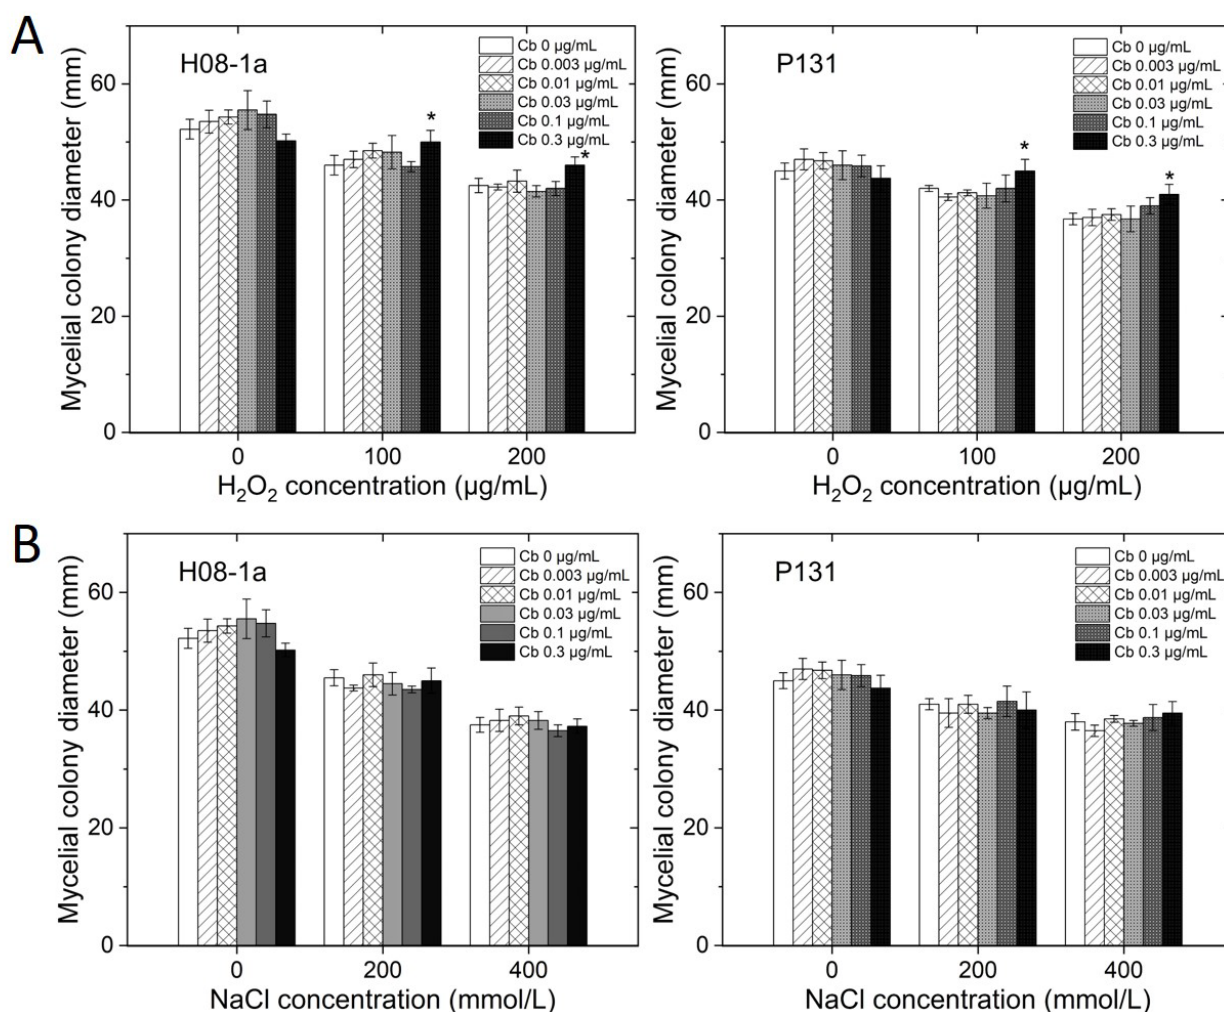 A
H08-1a
Cb 0 µg/mL
Cb 0.003 µg/mL
Cb 0.01 µg/mL
Cb 0.03 µg/mL
Cb 0.1 µg/mL
Cb 0.3 µg/mL
Mycelial colony diameter (mm)
60
40
20
0
*
*
0 100 200
H₂O₂ concentration (µg/mL)
P131
Cb 0 µg/mL
Cb 0.003 µg/mL
Cb 0.01 µg/mL
Cb 0.03 µg/mL
Cb 0.1 µg/mL
Cb 0.3 µg/mL
Mycelial colony diameter (mm)
60
40
20
0
*
*
0 100 200
H₂O₂ concentration (µg/mL)
B
H08-1a
Cb 0 µg/mL
Cb 0.003 µg/mL
Cb 0.01 µg/mL
Cb 0.03 µg/mL
Cb 0.1 µg/mL
Cb 0.3 µg/mL
Mycelial colony diameter (mm)
60
40
20
0
0 200 400
NaCl concentration (mmol/L)
P131
Cb 0 µg/mL
Cb 0.003 µg/mL
Cb 0.01 µg/mL
Cb 0.03 µg/mL
Cb 0.1 µg/mL
Cb 0.3 µg/mL
Mycelial colony diameter (mm)
60
40
20
0
0 200 400
NaCl concentration (mmol/L)